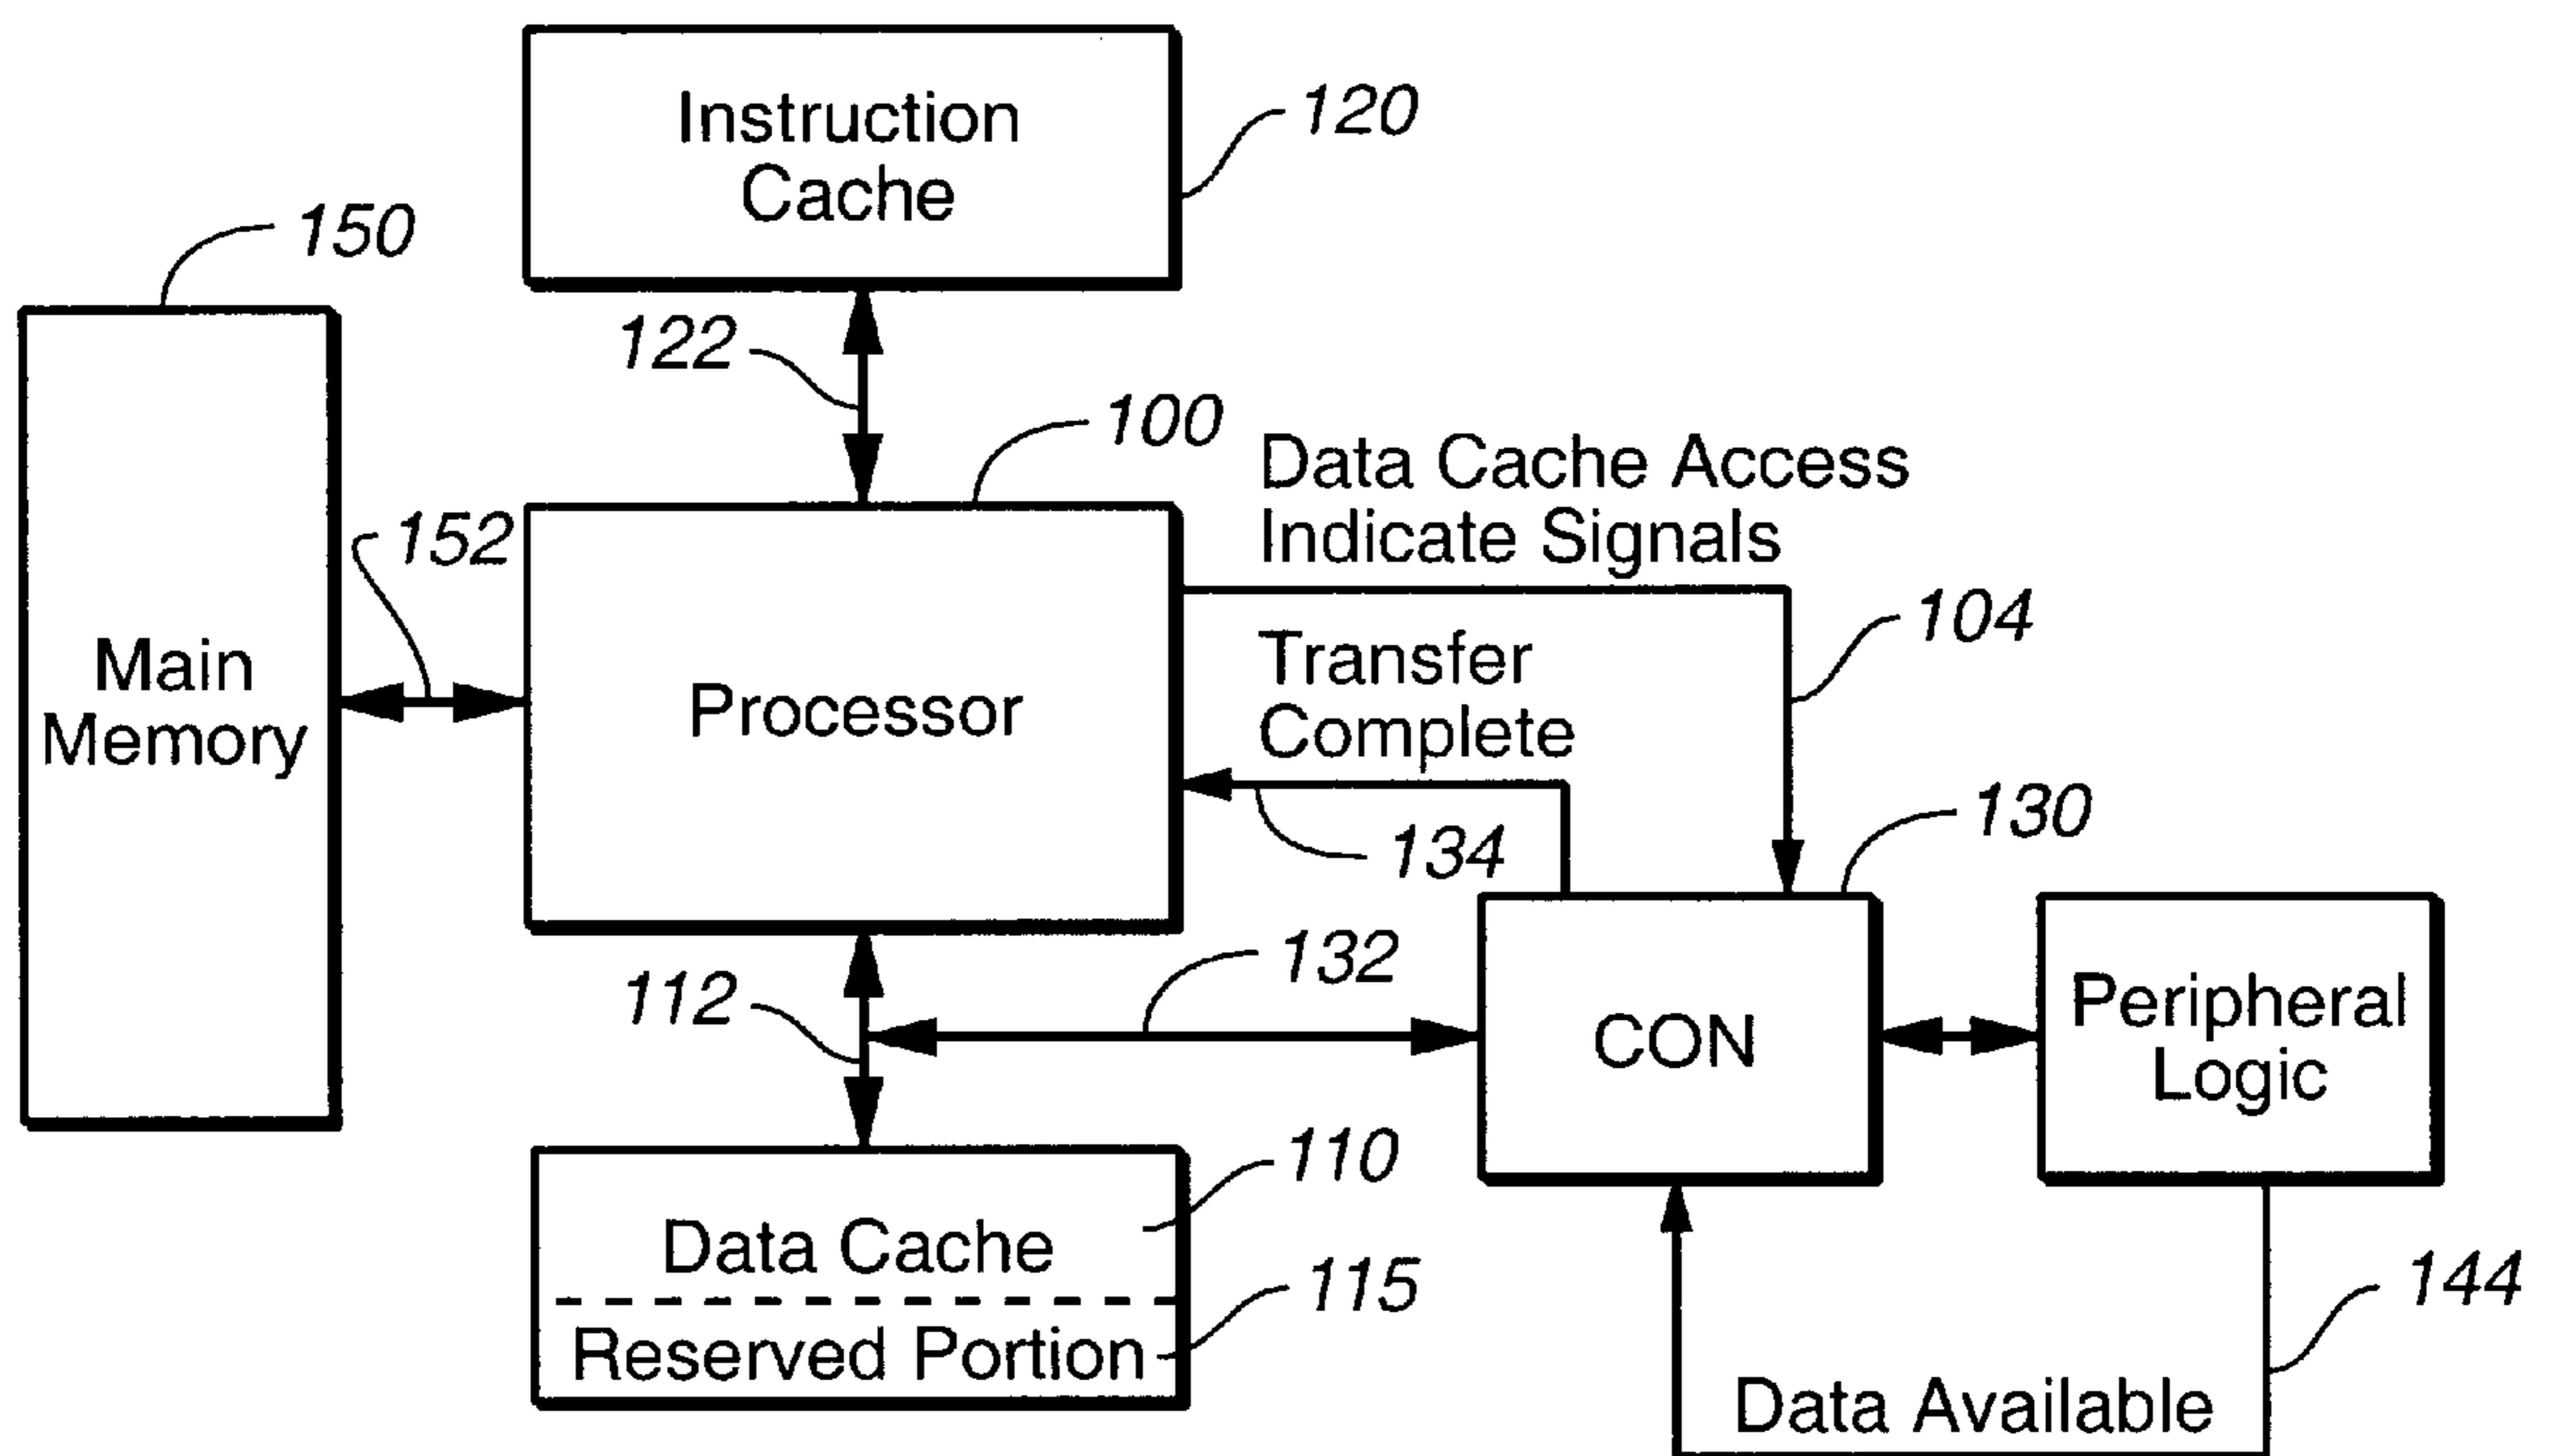 Instruction
Cache
120
150
122
100
Data Cache Access
Indicate Signals
152
104
Main
Memory
Processor
Transfer
Complete
134
130
112
132
CON
Peripheral
Logic
110
Data Cache
115
Reserved Portion
144
Data Available